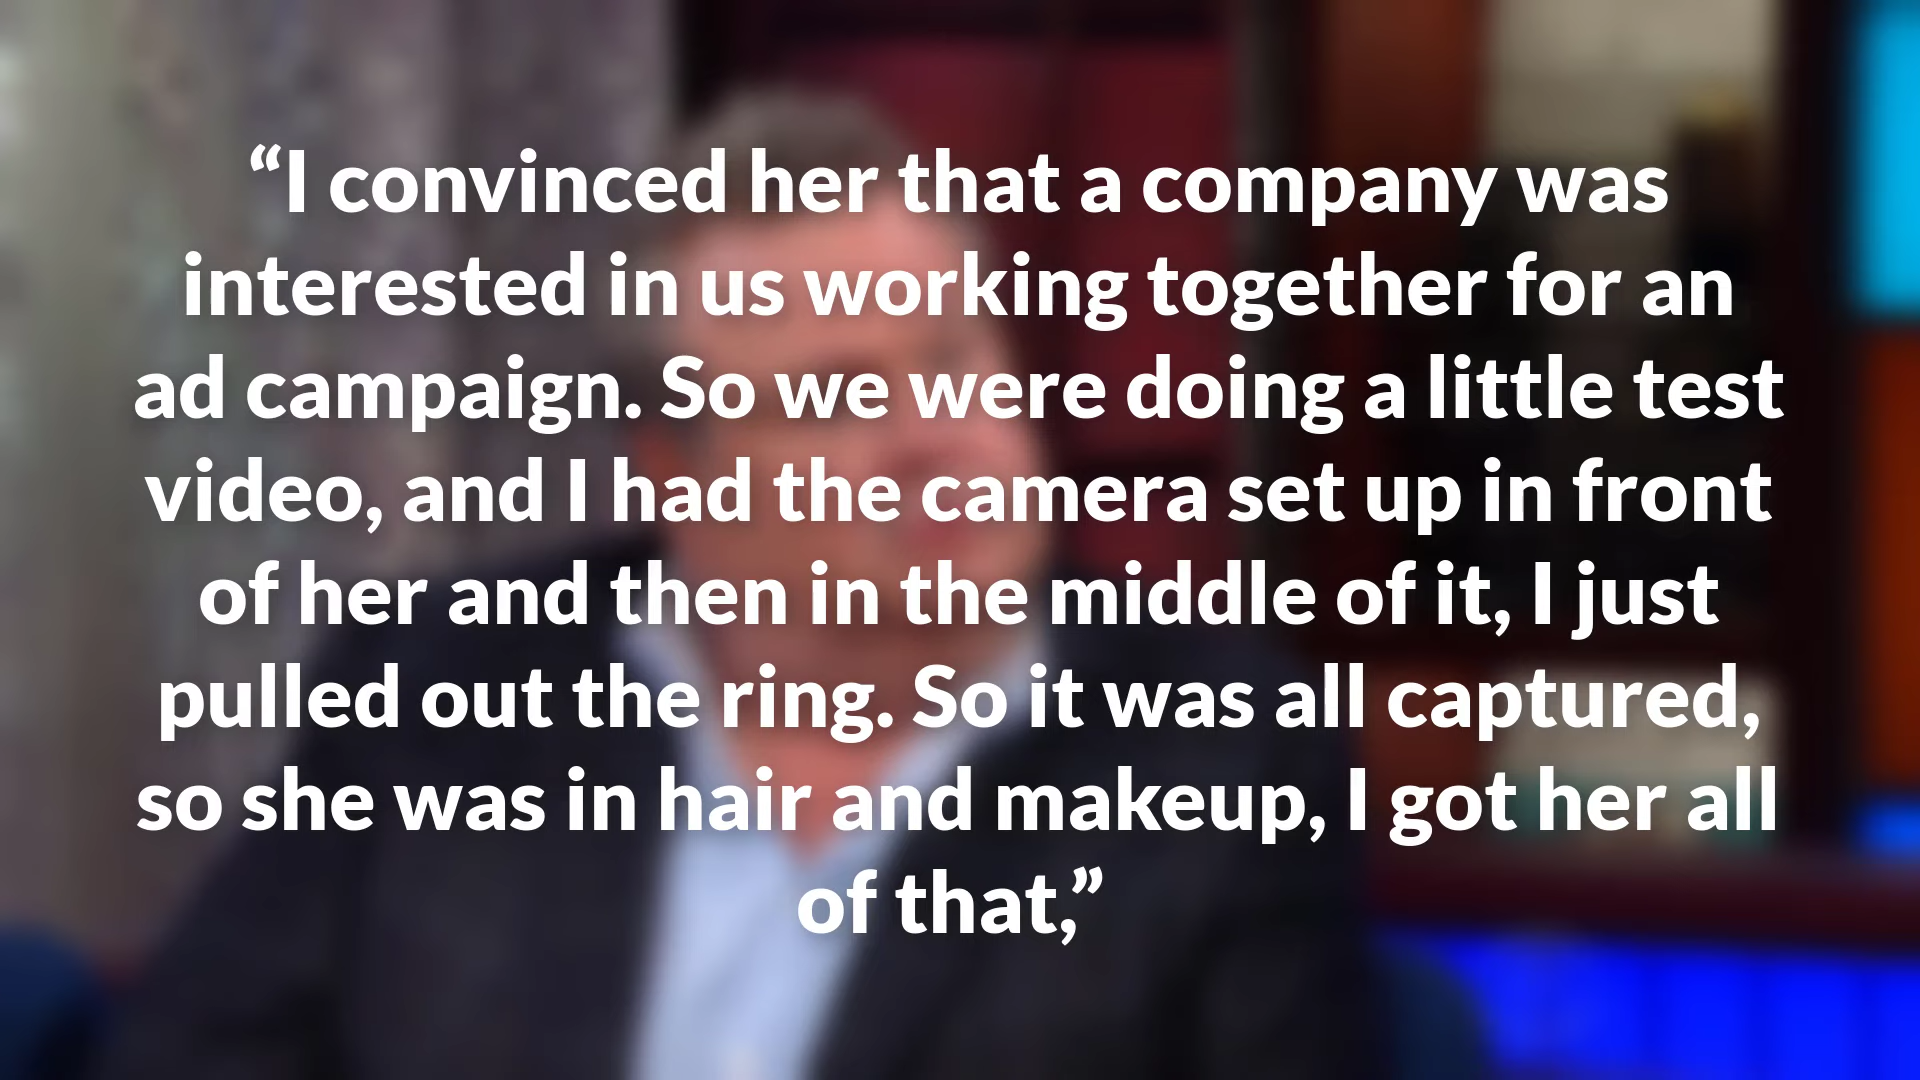 “I convinced her that a company was
interested in us working together for an
ad campaign. So we were doing a little test
video, and I had the camera set up in front
of her and then in the middle of it, I just
pulled out the ring. So it was all captured,
so she was in hair and makeup, I got her all
of that,”